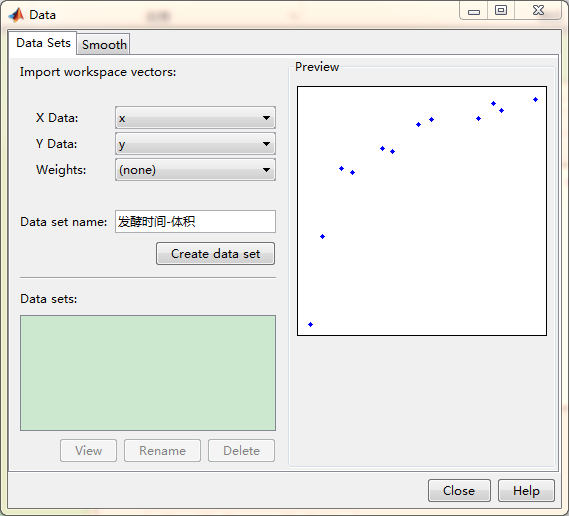 Data
Data Sets
Smooth
Import workspace vectors:
X Data:
x
Y Data:
y
Weights:
(none)
Data set name:
发酵时间-体积
Create data set
Data sets:
View
Rename
Delete
Preview
Close
Help